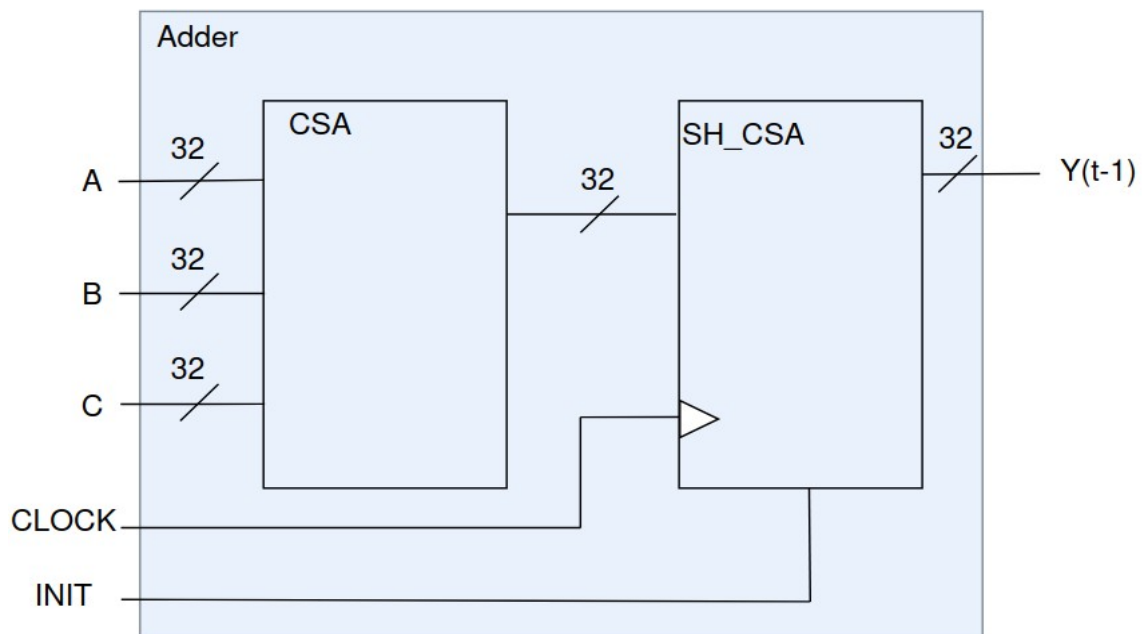 Adder
CSA
SH_CSA
32
32
Y(t-1)
A
32
32
B
32
C
CLOCK
INIT